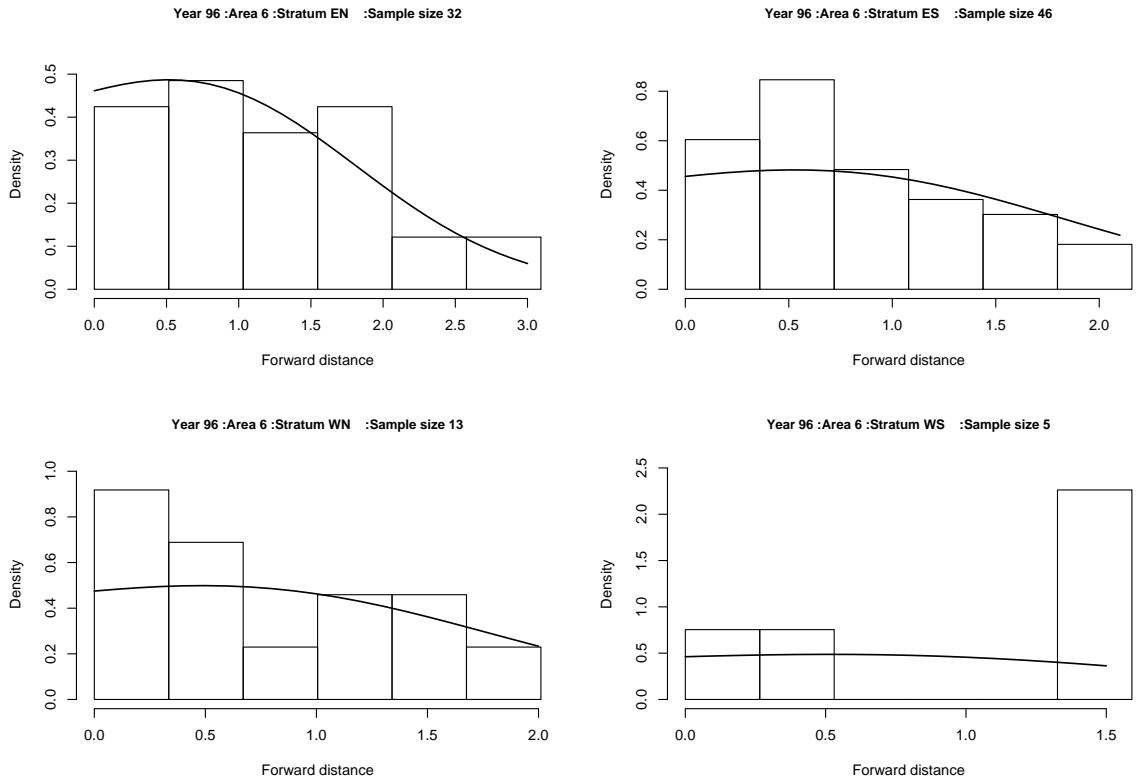 Year 96 :Area 6 :Stratum EN :Sample size 32
Density
0.0 0.1 0.2 0.3 0.4 0.5
0.0 0.5 1.0 1.5 2.0 2.5 3.0
Forward distance
Year 96 :Area 6 :Stratum ES :Sample size 46
Density
0.0 0.2 0.4 0.6 0.8
0.0 0.5 1.0 1.5 2.0
Forward distance
Year 96 :Area 6 :Stratum WN :Sample size 13
Density
0.0 0.2 0.4 0.6 0.8 1.0
0.0 0.5 1.0 1.5 2.0
Forward distance
Year 96 :Area 6 :Stratum WS :Sample size 5
Density
0.0 0.5 1.0 1.5 2.0 2.5
0.0 0.5 1.0 1.5
Forward distance